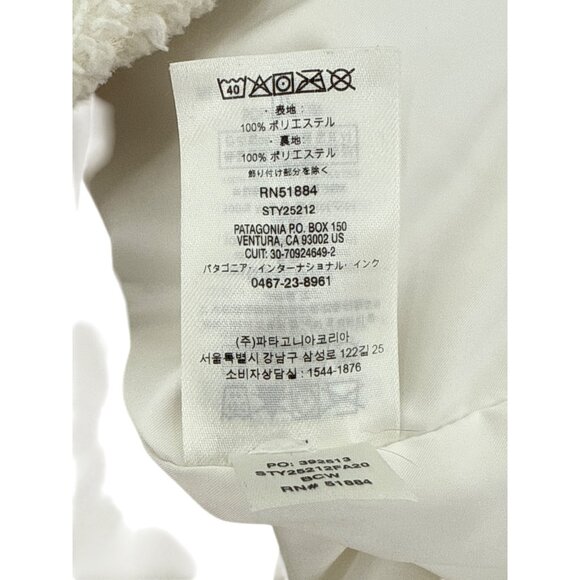 40
・表地・
100% ポリエステル
・裏地・
100% ポリエステル
飾り付け部分を除く
RN51884
STY25212
PATAGONIA P.O. BOX 150
VENTURA, CA 93002 US
CUIT: 30-70924649-2
パタゴニア・インターナショナル・インク
0467-23-8961
(주)파타고니아코리아
서울특별시 강남구 삼성로 122길 25
소비자상담실 : 1544-1876
PO: 392613
STY25212FA20
BCW
RN# 51884